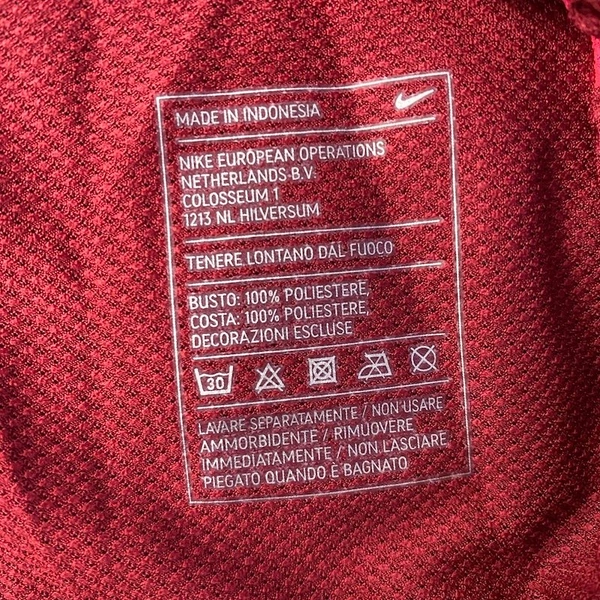 MADE IN INDONESIA
NIKE EUROPEAN OPERATIONS
NETHERLANDS B.V.
COLOSSEUM 1
1213 NL HILVERSUM
TENERE LONTANO DAL FUOCO
BUSTO: 100% POLIESTERE,
COSTA: 100% POLIESTERE,
DECORAZIONI ESCLUSE
30
LAVARE SEPARATAMENTE / NON USARE
AMMORBIDENTE / RIMUOVERE
IMMEDIATAMENTE / NON LASCIARE
PIEGATO QUANDO È BAGNATO